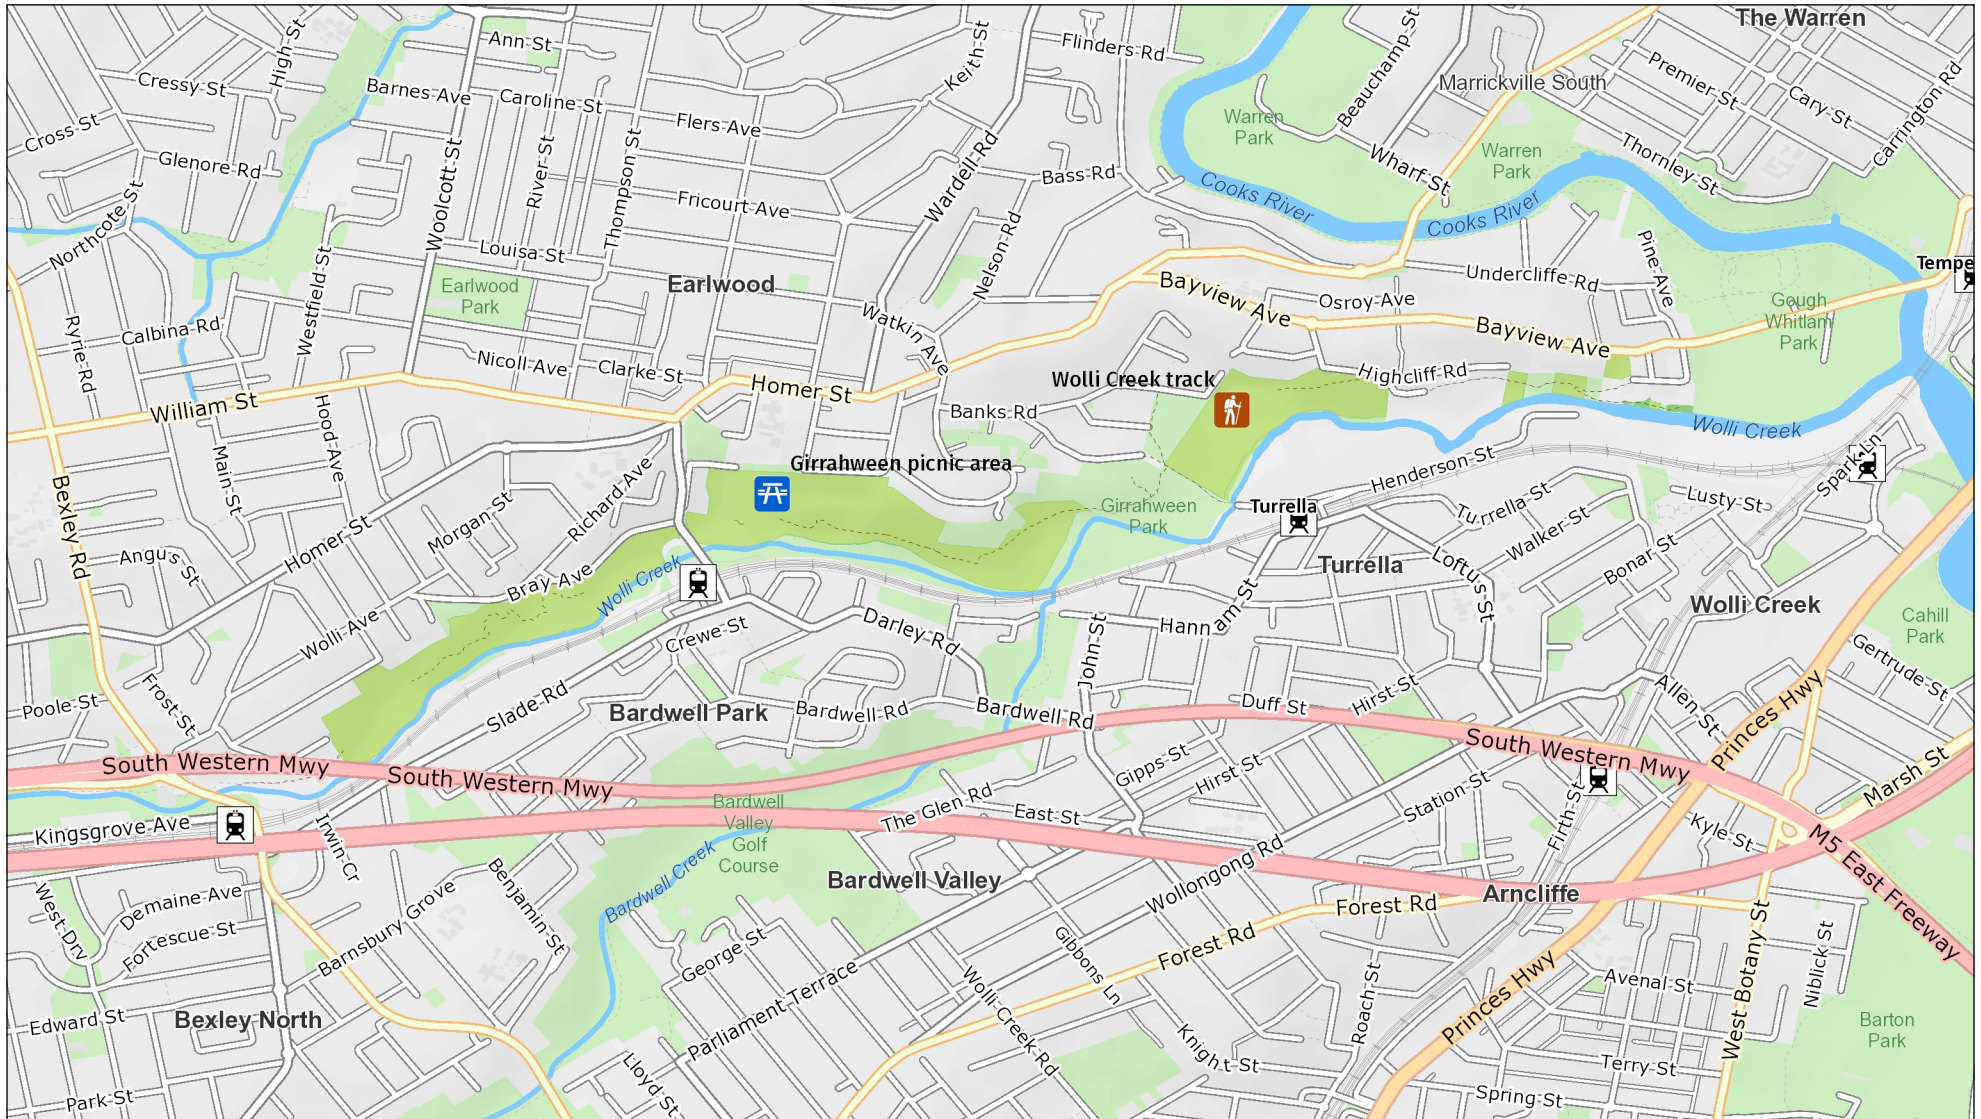 The Warren
Ann St
Flinders Rd
High St
Keith St
Beauchamp St
Marrickville South
Premier St
Cary St
Carrington Rd
Cressy St
Barnes Ave
Caroline St
Flers Ave
Warren
Park
Cross St
Glenore Rd
Woolcott St
River St
Thompson St
Wardell Rd
Bass Rd
Wharf St
Warren
Park
Thornley St
Northcote St
Fricourt Ave
Cooks River
Cooks River
Louisa St
Nelson Rd
Westfield St
Earlwood
Park
Earlwood
Bayview Ave
Undercliffe Rd
Osroy Ave
Pine Ave
Tempe
Gough
Whitlam
Park
Calbina Rd
Ryrie Rd
Watkin Ave
Bayview Ave
Nicoll Ave
Clarke St
Wolli Creek track
Highcliff Rd
William St
Homer St
Hood Ave
Banks Rd
Wolli Creek
Main St
Girrahween picnic area
Henderson St
Spark Ln
Bexley Rd
Richard Ave
Morgan St
Girrahween
Park
Turrella
Turrella St
Lusty St
Homer St
Walker St
Angus St
Bray Ave
Wolli Creek
Turrella
Loftus St
Bonar St
Wolli Creek
Cahill
Park
Wolli Ave
Crewe St
Darley Rd
John St
Hannam St
Gertrude St
Frost St
Poole St
Slade Rd
Bardwell Park
Bardwell Rd
Bardwell Rd
Duff St
Hirst St
Allen St
Princes Hwy
South Western Mwy
South Western Mwy
South Western Mwy
Gipps St
Hirst St
Station St
Marsh St
Bardwell
Valley
Golf
Course
The Glen Rd
East St
Kingsgrove Ave
Irwin Cr
Firth St
Kyle St
M5 East Freeway
Bardwell Creek
Bardwell Valley
Wollongong Rd
Arncliffe
Forest Rd
West Drv
Demaine Ave
Fortescue St
Barnsbury Grove
Benjamin St
George St
Gibbons Ln
Forest Rd
Princes Hwy
West Botany St
Niblick St
Avenal St
Parliament Terrace
Wolli Creek Rd
Roach St
Edward St
Bexley North
Knight St
Barton
Park
Lloyd St
Terry St
Park St
Spring St